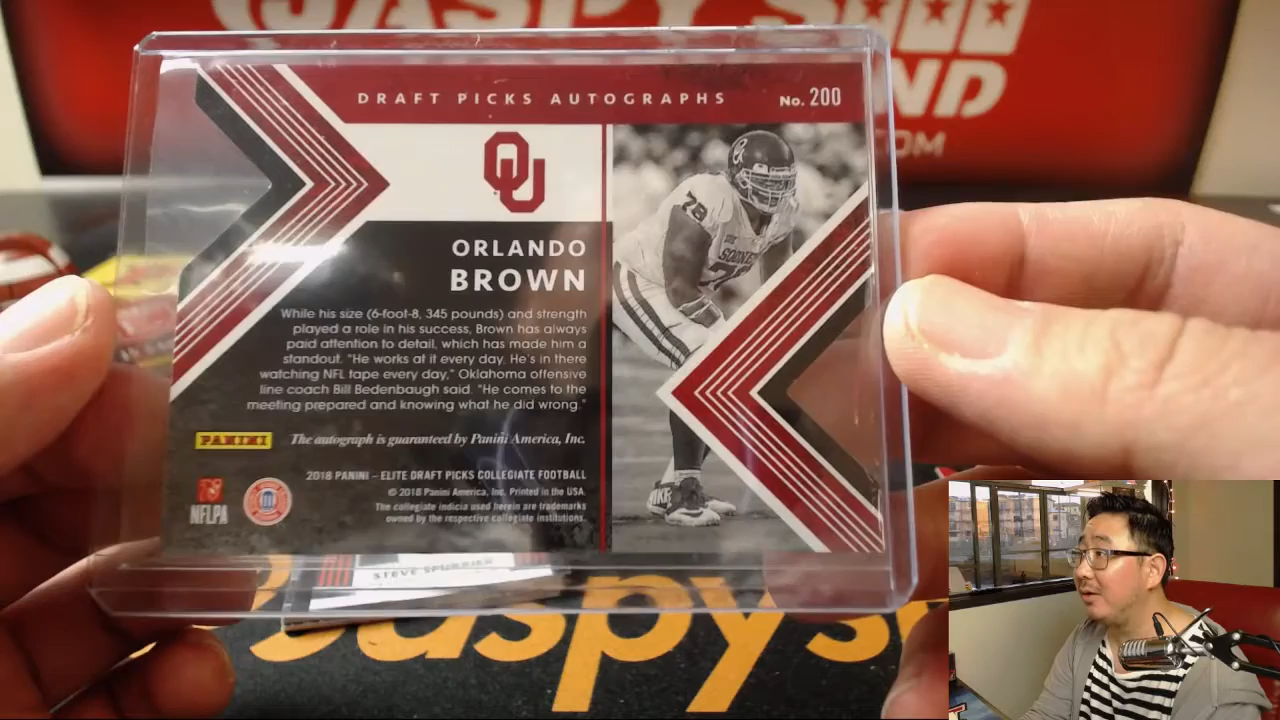 JASPY'S
ND
.COM
DRAFT PICKS AUTOGRAPHS
No. 200
OU
ORLANDO
BROWN
78
SOONE
While his size (6-foot-8, 345 pounds) and strength
played a role in his success, Brown has always
paid attention to detail, which has made him a
standout. "He works at it every day. He's in there
watching NFL tape every day," Oklahoma offensive
line coach Bill Bedenbaugh said. "He comes to the
meeting prepared and knowing what he did wrong."
PANINI
The autograph is guaranteed by Panini America, Inc.
2018 PANINI – ELITE DRAFT PICKS COLLEGIATE FOOTBALL
© 2018 Panini America, Inc. Printed in the USA.
The collegiate indicia used herein are trademarks
owned by the respective collegiate institutions.
NFLPA
NIKE
STEVE SPURRIER
Jaspy's